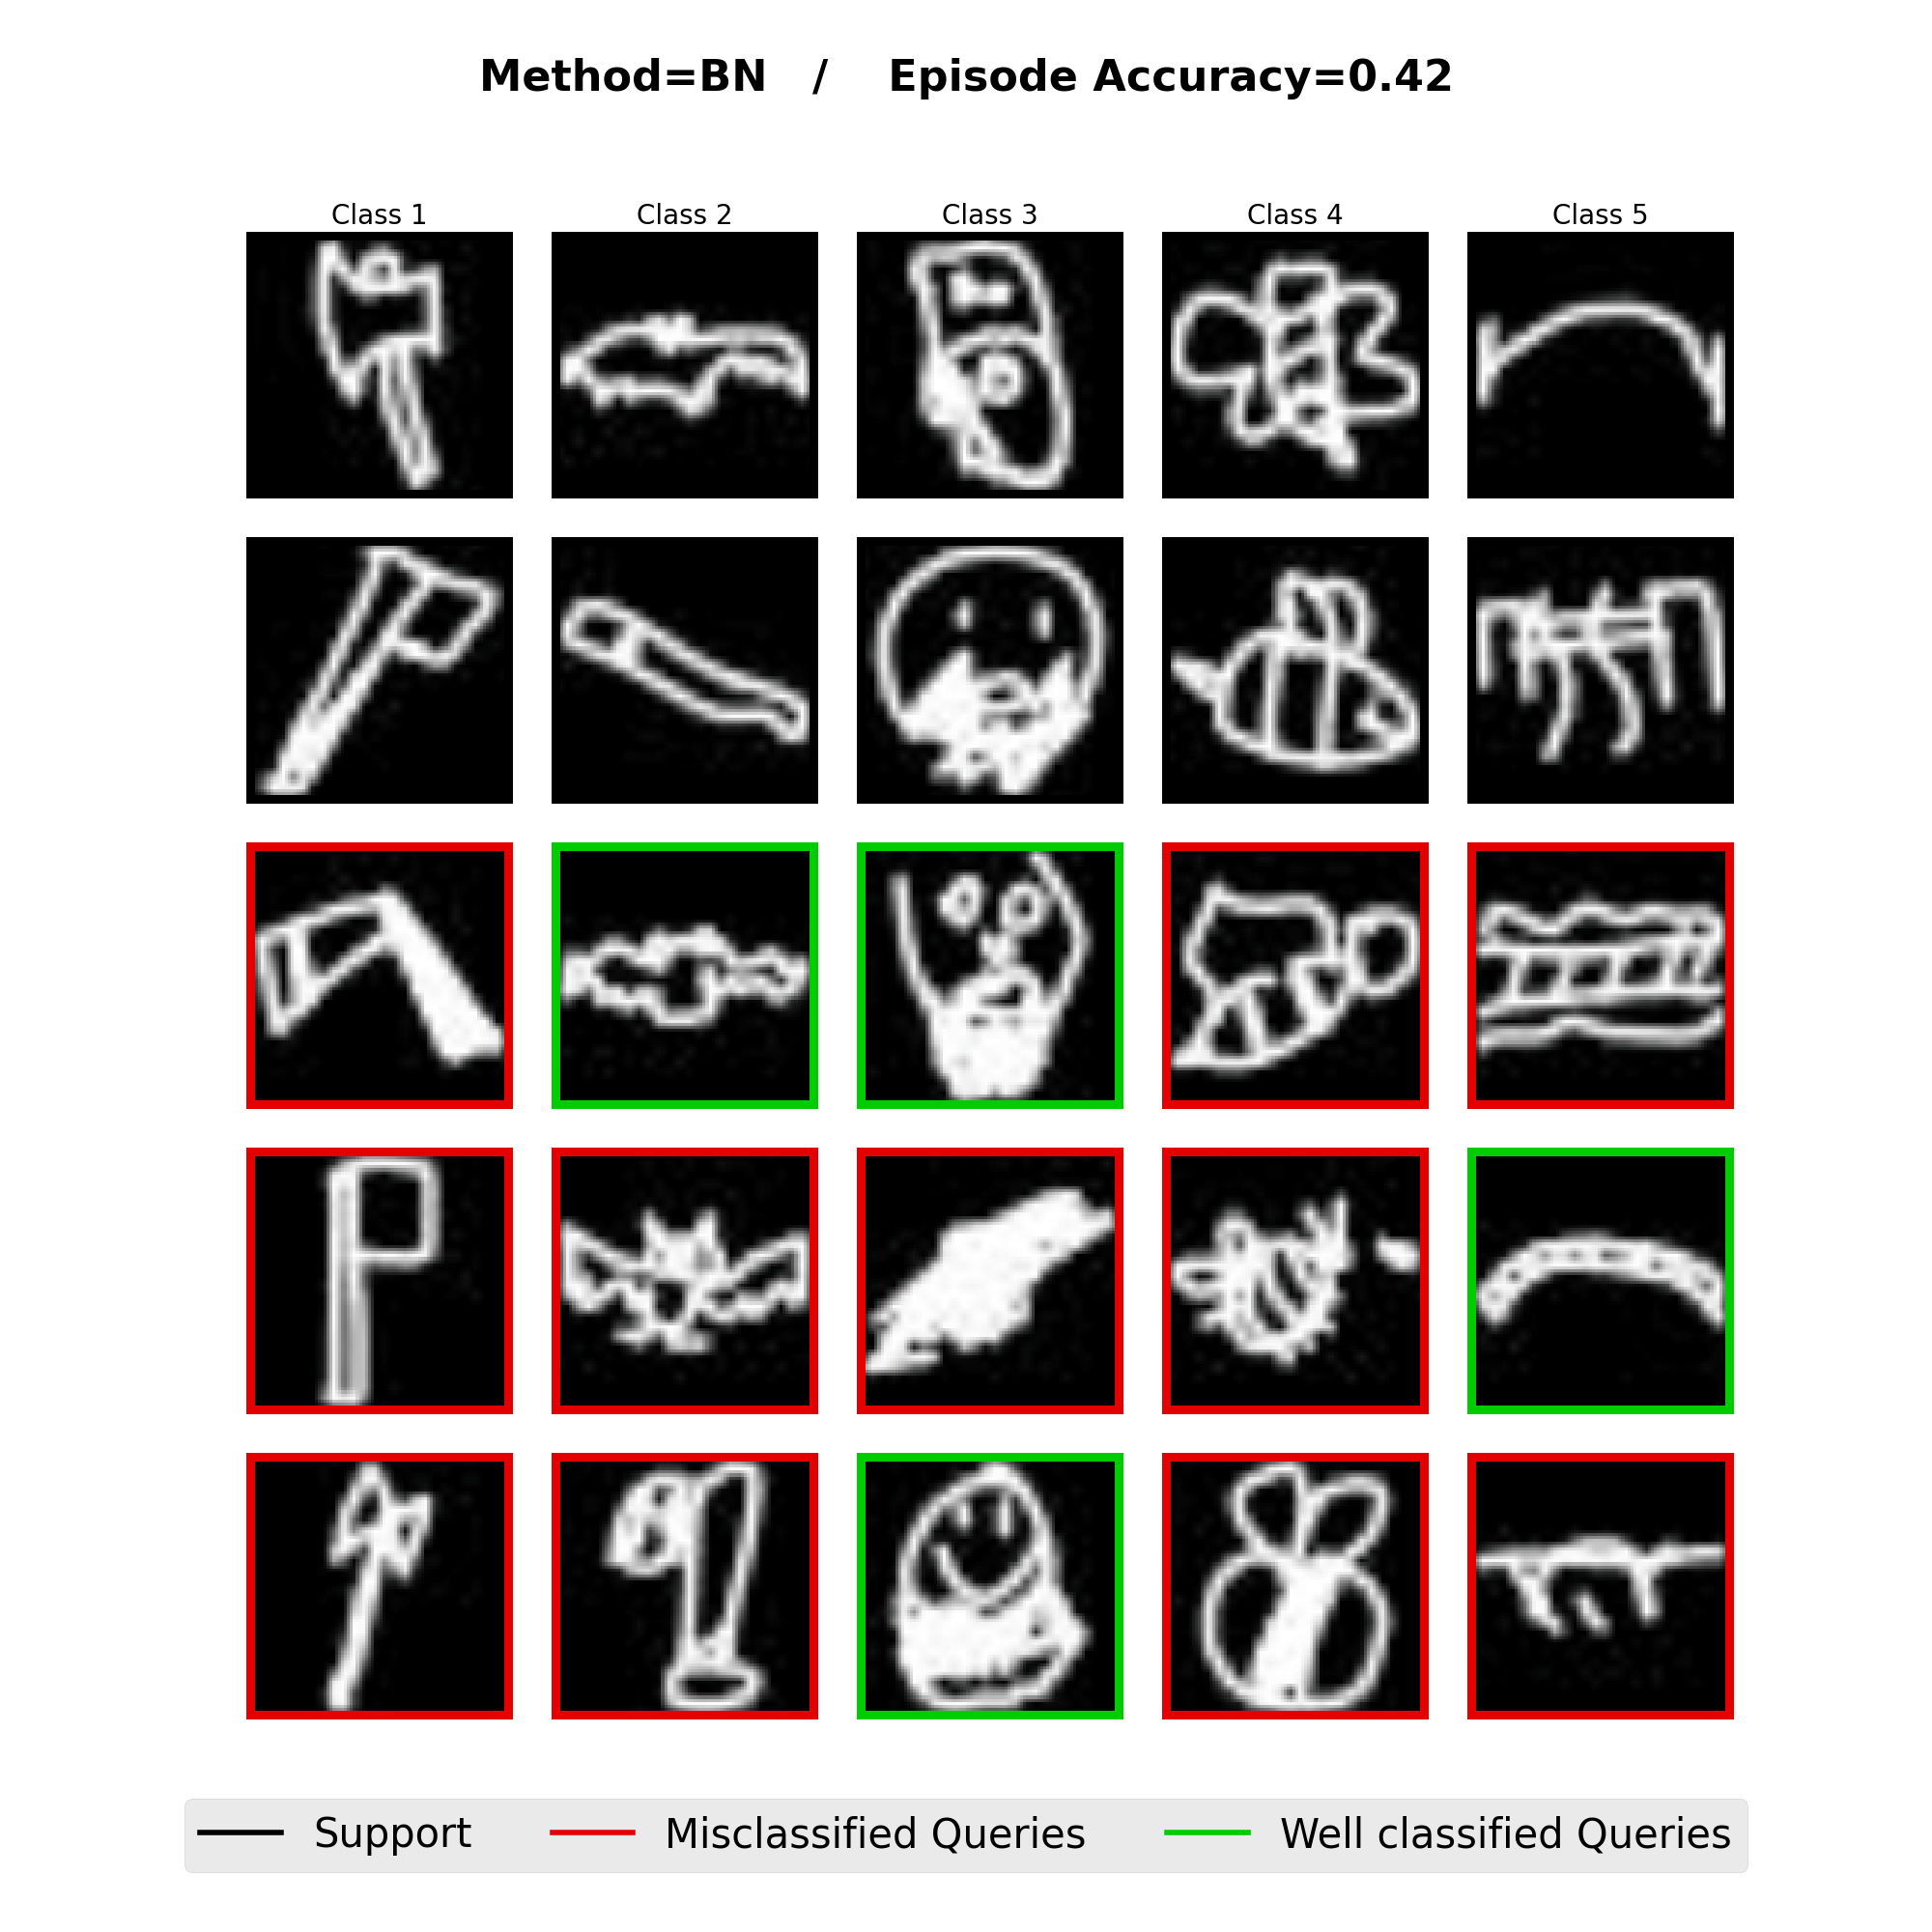 Method=BN / Episode Accuracy=0.42
Class 1 Class 2 Class 3 Class 4 Class 5
Support Misclassified Queries Well classified Queries